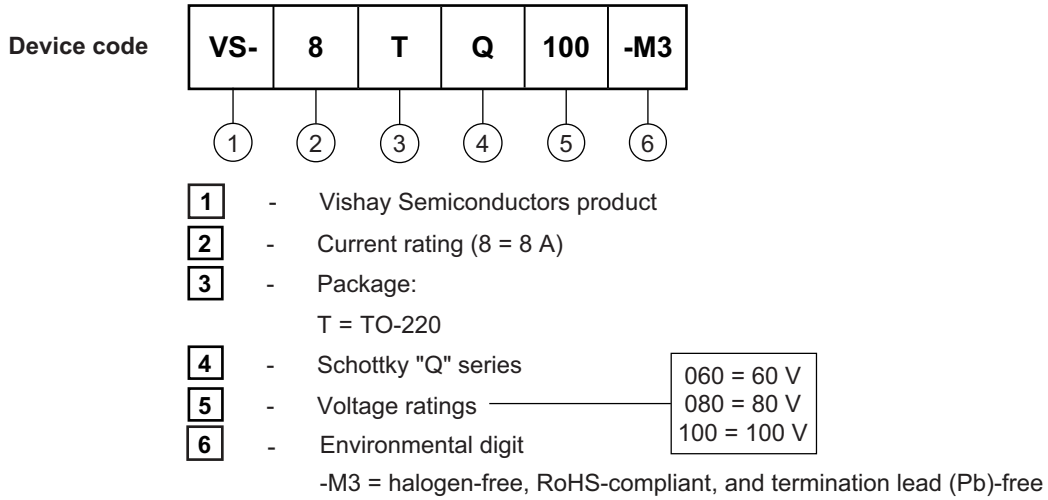 Device code
VS- 8 T Q 100 -M3
1 2 3 4 5 6
1 - Vishay Semiconductors product
2 - Current rating (8 = 8 A)
3 - Package:
T = TO-220
4 - Schottky "Q" series
5 - Voltage ratings
060 = 60 V
080 = 80 V
100 = 100 V
6 - Environmental digit
-M3 = halogen-free, RoHS-compliant, and termination lead (Pb)-free